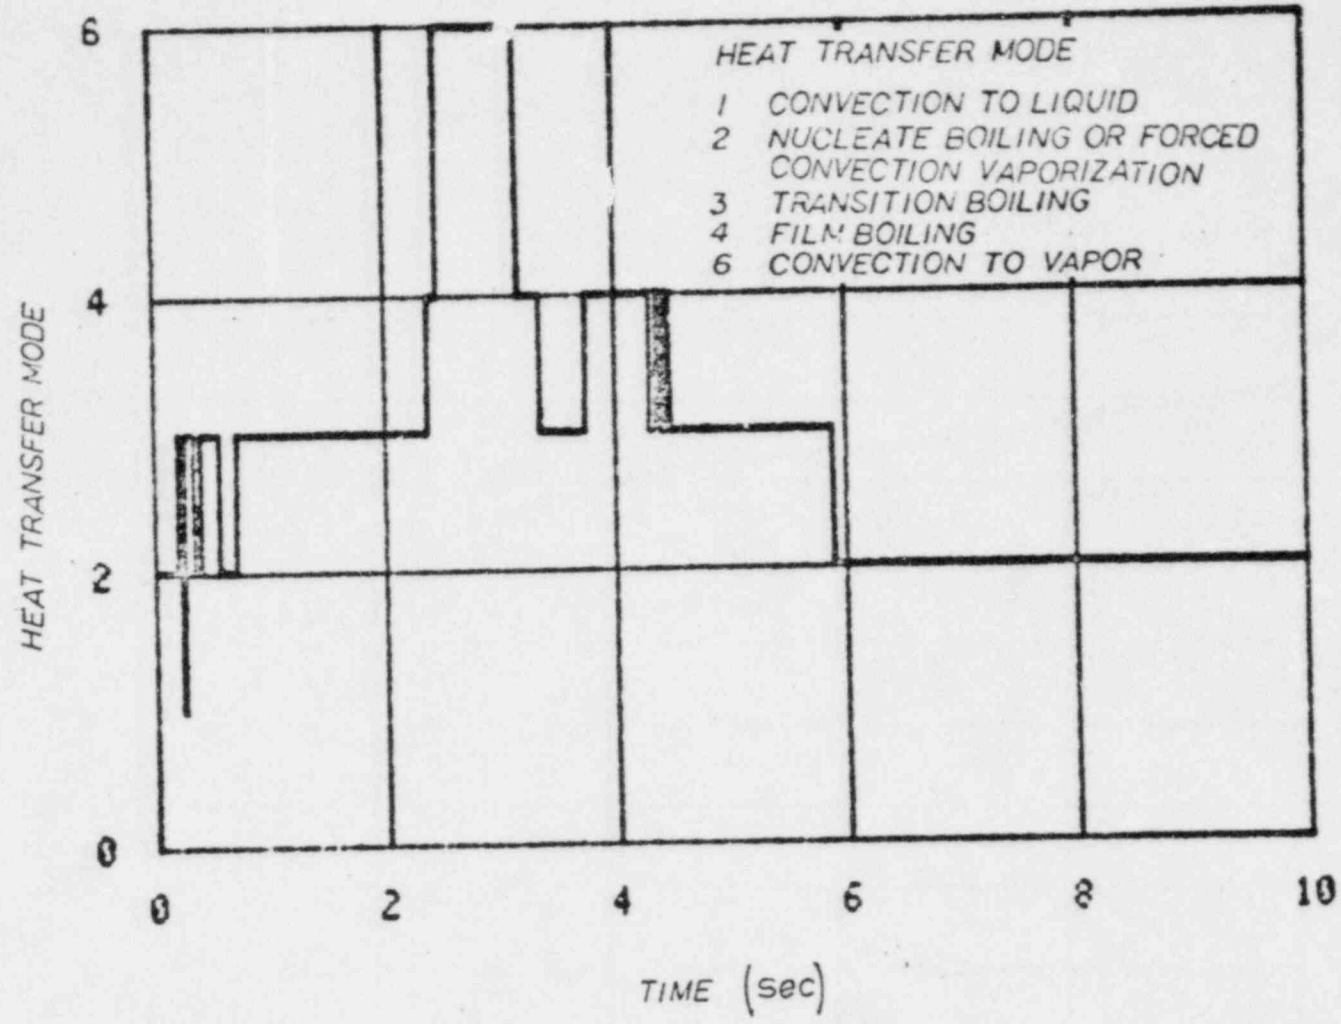 6
HEAT TRANSFER MODE
1 CONVECTION TO LIQUID
2 NUCLEATE BOILING OR FORCED
CONVECTION VAPORIZATION
3 TRANSITION BOILING
4 FILM BOILING
6 CONVECTION TO VAPOR
4
HEAT TRANSFER MODE
2
0
0 2 4 6 8 10
TIME (sec)